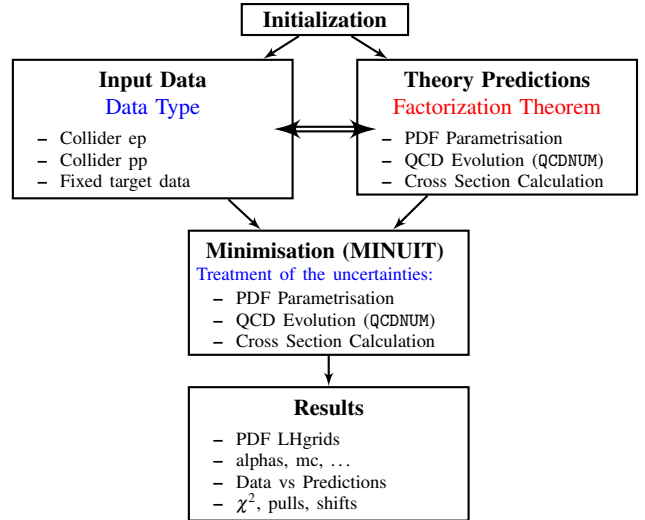 Initialization
Input Data
Data Type
– Collider ep
– Collider pp
– Fixed target data
Theory Predictions
Factorization Theorem
– PDF Parametrisation
– QCD Evolution (QCDNUM)
– Cross Section Calculation
Minimisation (MINUIT)
Treatment of the uncertainties:
– PDF Parametrisation
– QCD Evolution (QCDNUM)
– Cross Section Calculation
Results
– PDF LHgrids
– alphas, mc, ...
– Data vs Predictions
– χ², pulls, shifts